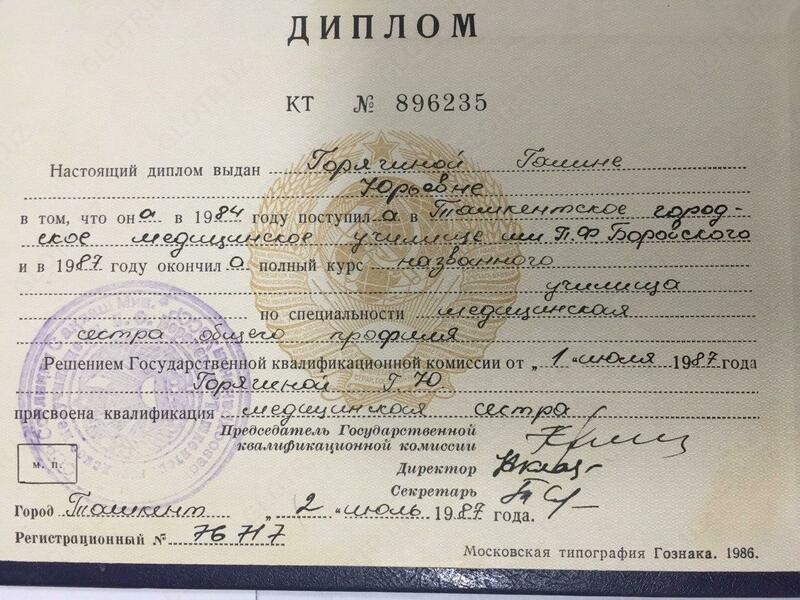 ДИПЛОМ
КТ № 896235
Настоящий диплом выдан Горячиной Галине
Юрьевне
в том, что она в 1984 году поступила в Ташкентское город-
ское медицинское училище им П.Ф Боровского
и в 1987 году окончила полный курс названного
училища
по специальности медицинская
сестра общего профиля
Решением Государственной квалификационной комиссии от „1“ июля 1987 года
Горячиной Г Ю
присвоена квалификация медицинская сестра
Председатель Государственной
квалификационной комиссии
Директор
Секретарь
м. п.
Город Ташкент „2“ июль 1987 года.
Регистрационный № 76717
Московская типография Гознака. 1986.